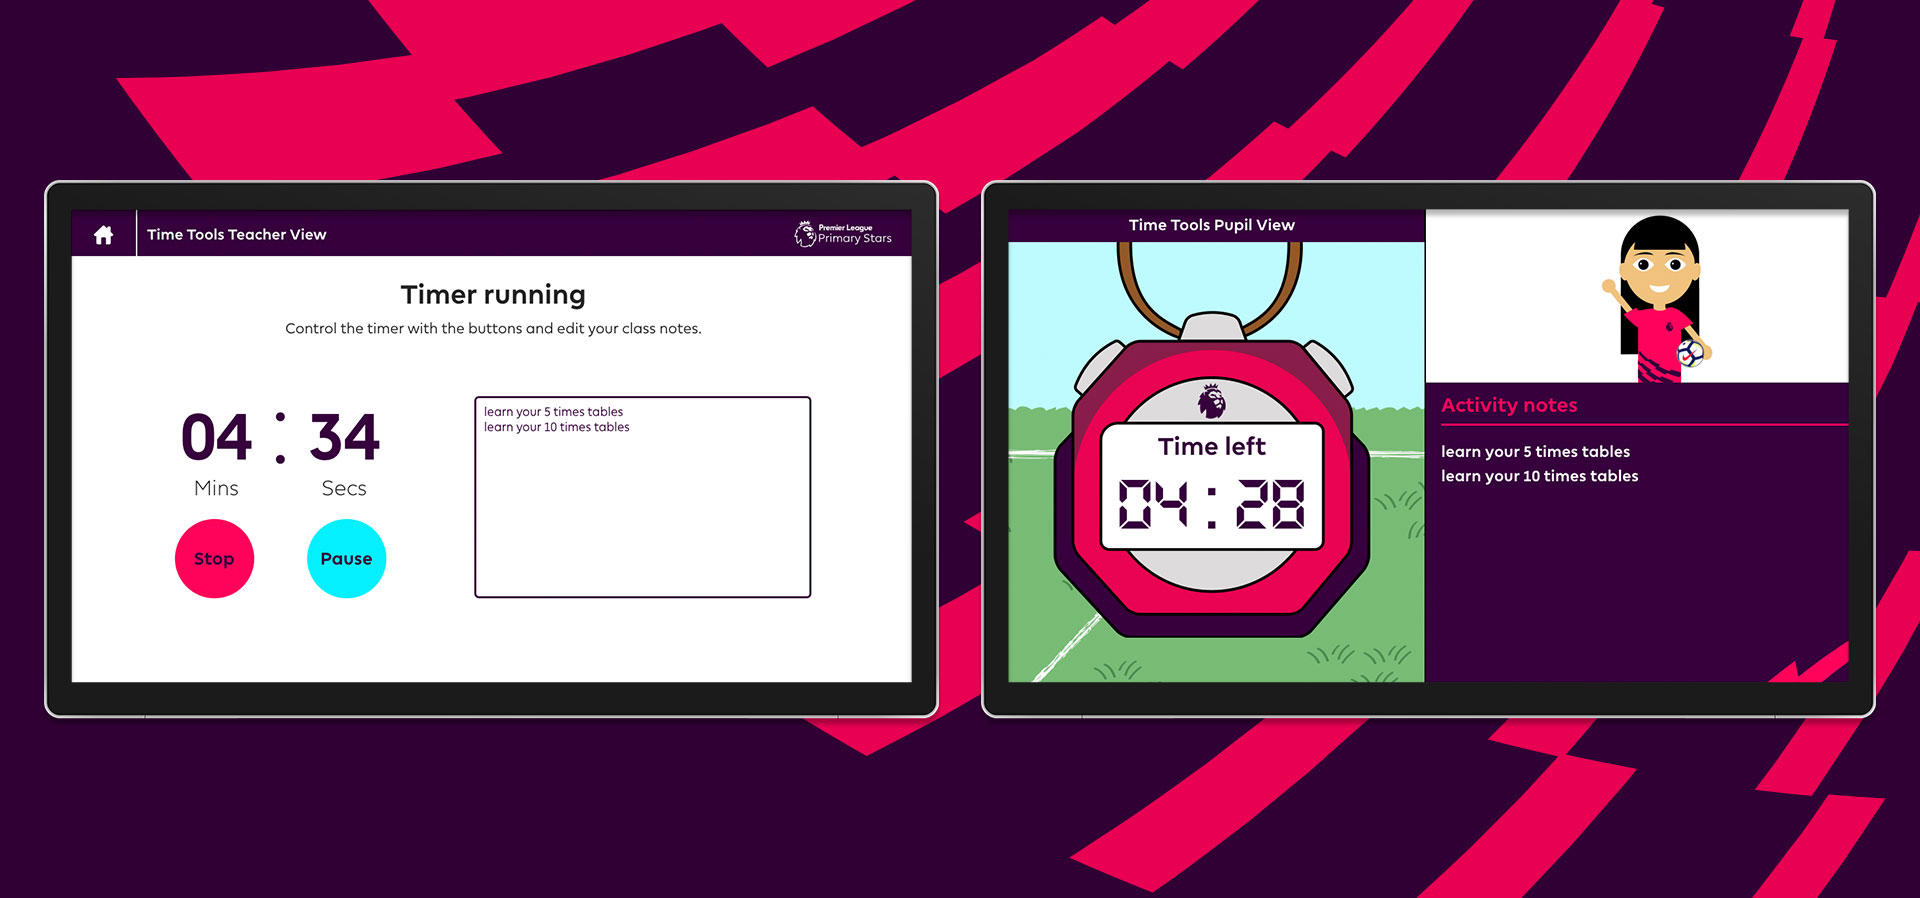 Time Tools Teacher View
Premier League
Primary Stars
Timer running
Control the timer with the buttons and edit your class notes.
04 : 34
Mins Secs
Stop Pause
learn your 5 times tables
learn your 10 times tables
Time Tools Pupil View
Time left
04:28
Activity notes
learn your 5 times tables
learn your 10 times tables